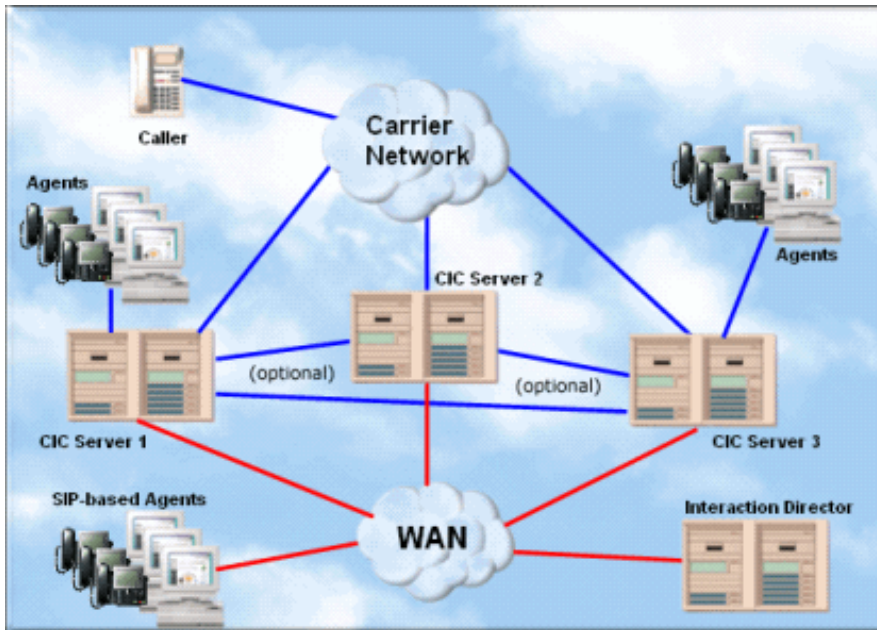 Caller
Carrier
Network
Agents
Agents
CIC Server 2
(optional)
(optional)
CIC Server 1
CIC Server 3
SIP-based Agents
WAN
Interaction Director